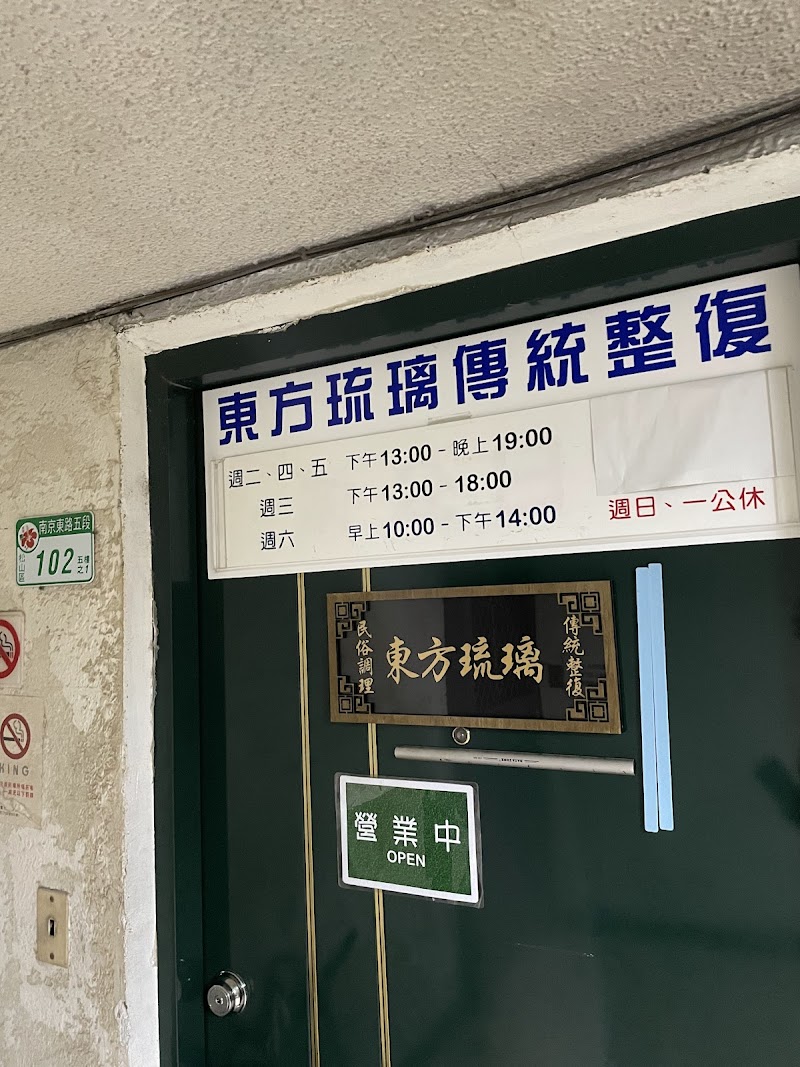 東方琉璃傳統整復
週二、四、五 下午13:00 - 晚上19:00
週三 下午13:00 - 18:00
週六 早上10:00 - 下午14:00
週日、一公休
南京東路五段
松山區
102
五樓
之1
民俗調理
東方琉璃
傳統整復
營業中
OPEN
KING